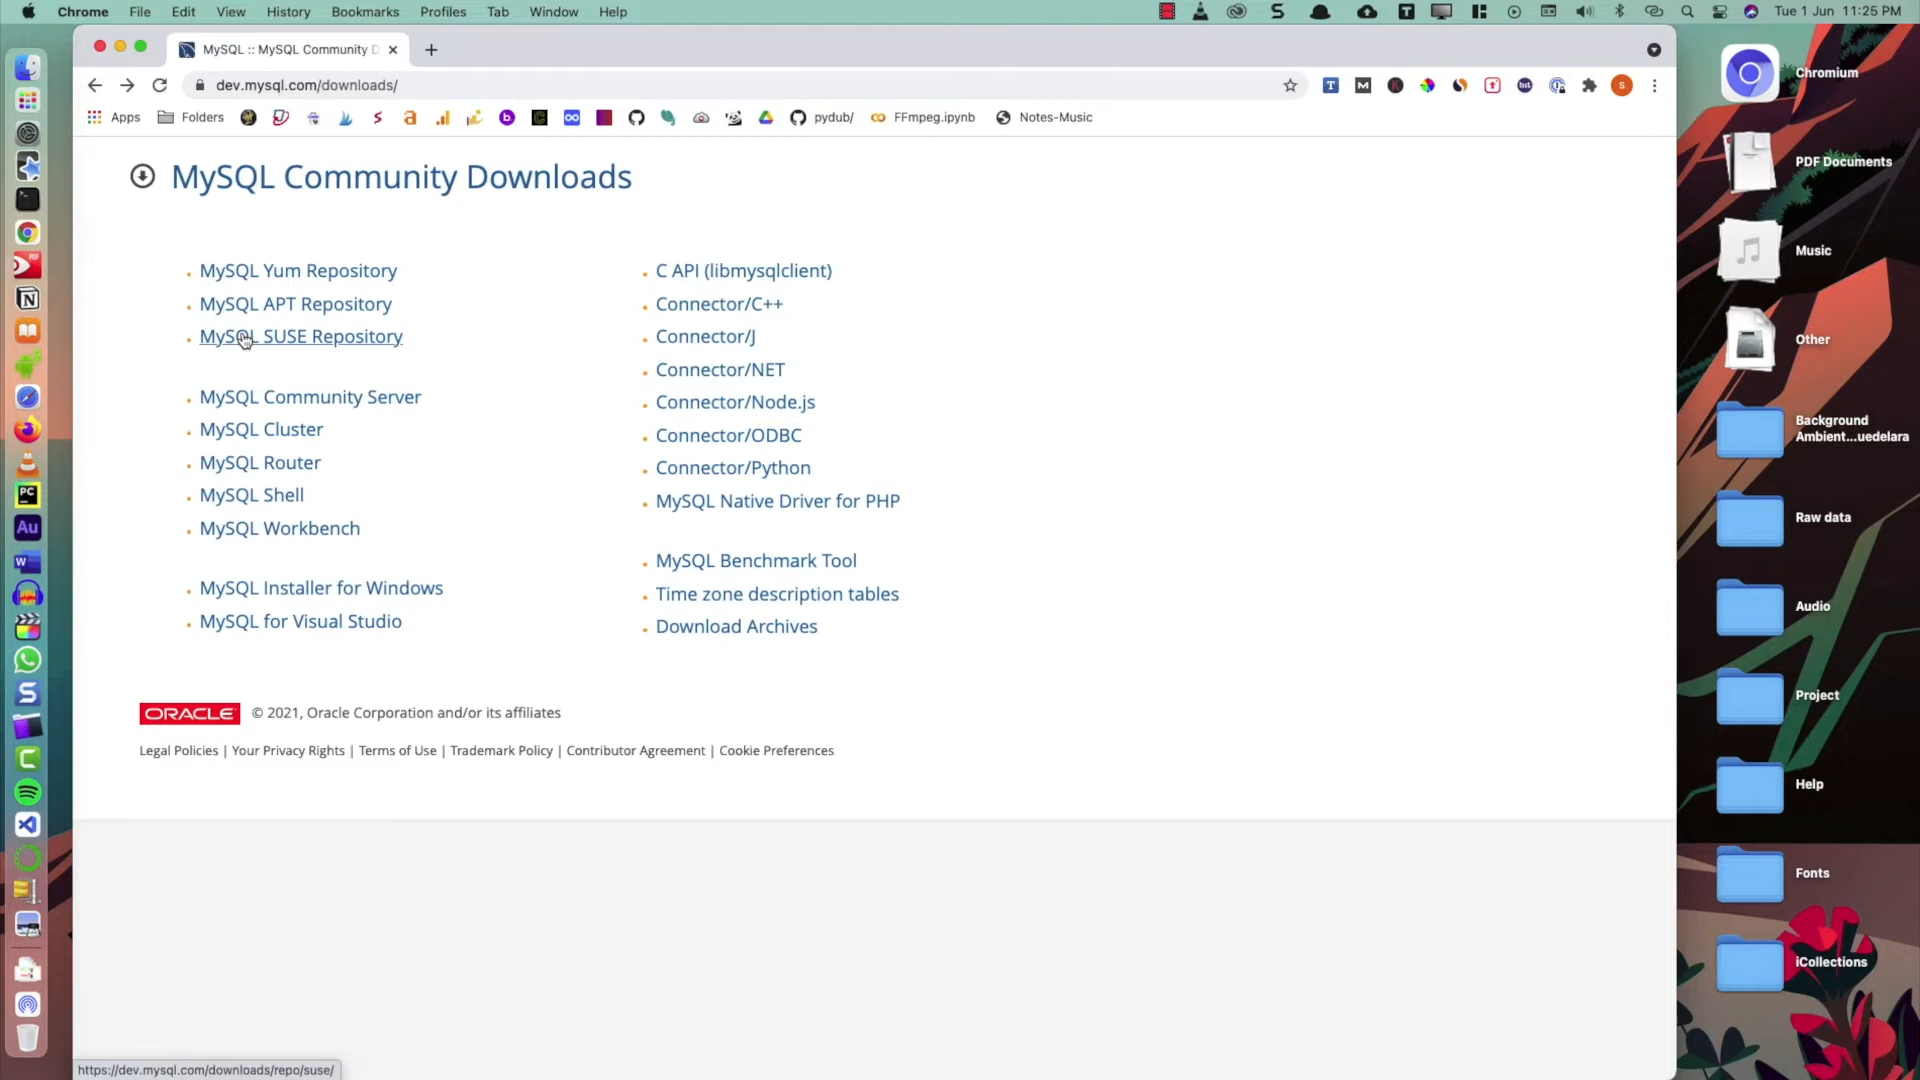 Chrome File Edit View History Bookmarks Profiles Tab Window Help
Tue 1 Jun 11:25 PM
MySQL :: MySQL Community D
dev.mysql.com/downloads/
Apps Folders pydub/ FFmpeg.ipynb Notes-Music
MySQL Community Downloads
MySQL Yum Repository
MySQL APT Repository
MySQL SUSE Repository
MySQL Community Server
MySQL Cluster
MySQL Router
MySQL Shell
MySQL Workbench
MySQL Installer for Windows
MySQL for Visual Studio
C API (libmysqlclient)
Connector/C++
Connector/J
Connector/NET
Connector/Node.js
Connector/ODBC
Connector/Python
MySQL Native Driver for PHP
MySQL Benchmark Tool
Time zone description tables
Download Archives
ORACLE © 2021, Oracle Corporation and/or its affiliates
Legal Policies | Your Privacy Rights | Terms of Use | Trademark Policy | Contributor Agreement | Cookie Preferences
https://dev.mysql.com/downloads/repo/suse/
Chromium
PDF Documents
Music
Other
Background
Ambient...uedelara
Raw data
Audio
Project
Help
Fonts
iCollections